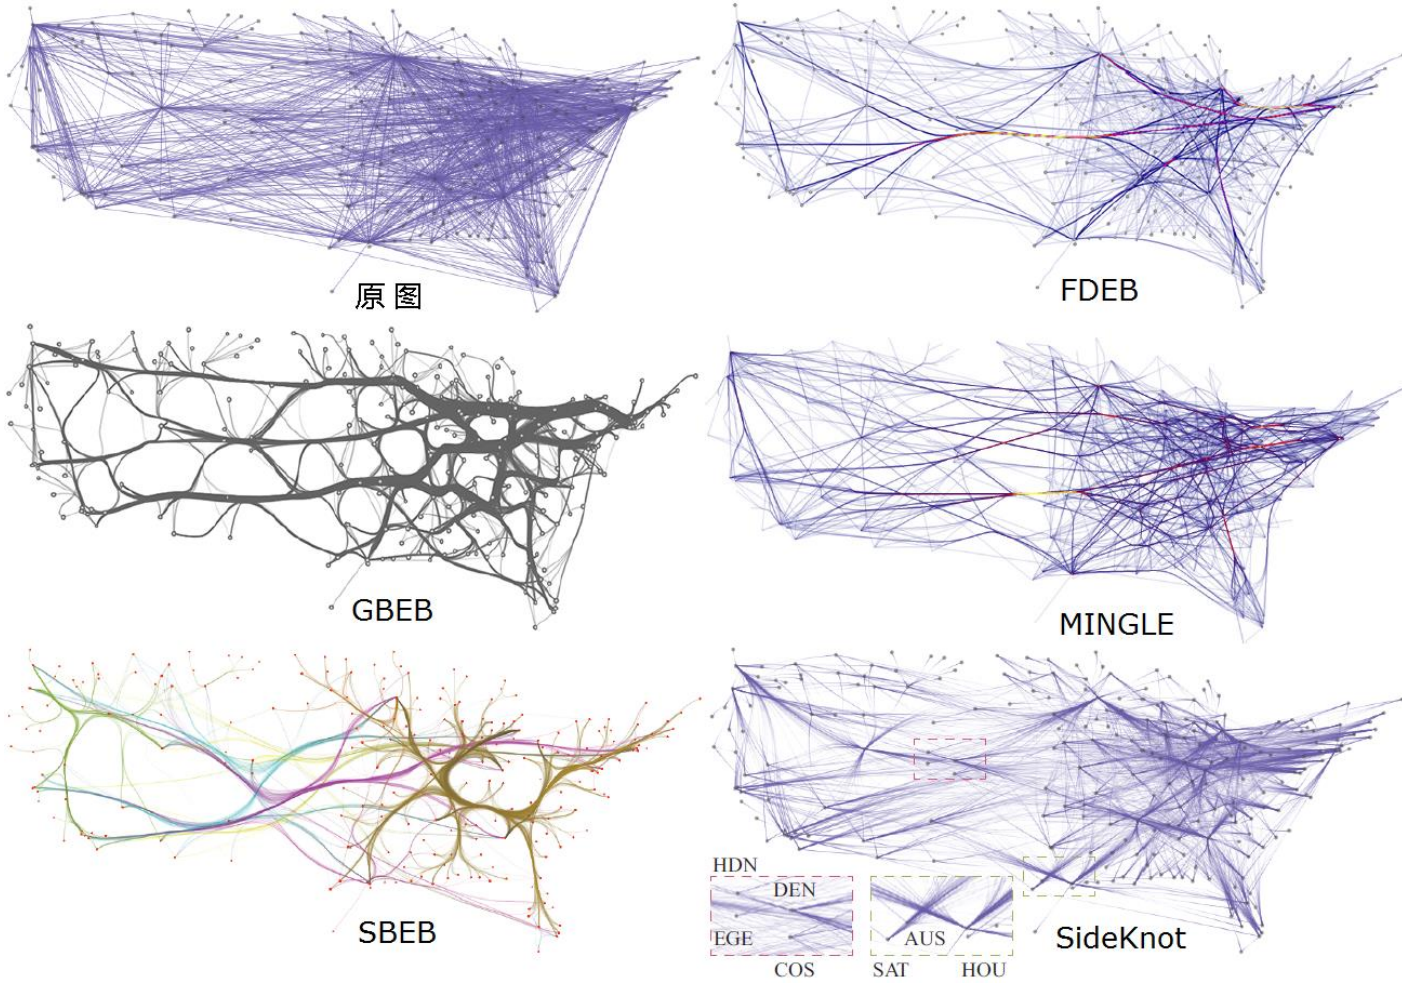 原图
FDEB
GBEB
MINGLE
SBEB
HDN
DEN
EGE
COS
AUS
SAT
HOU
SideKnot